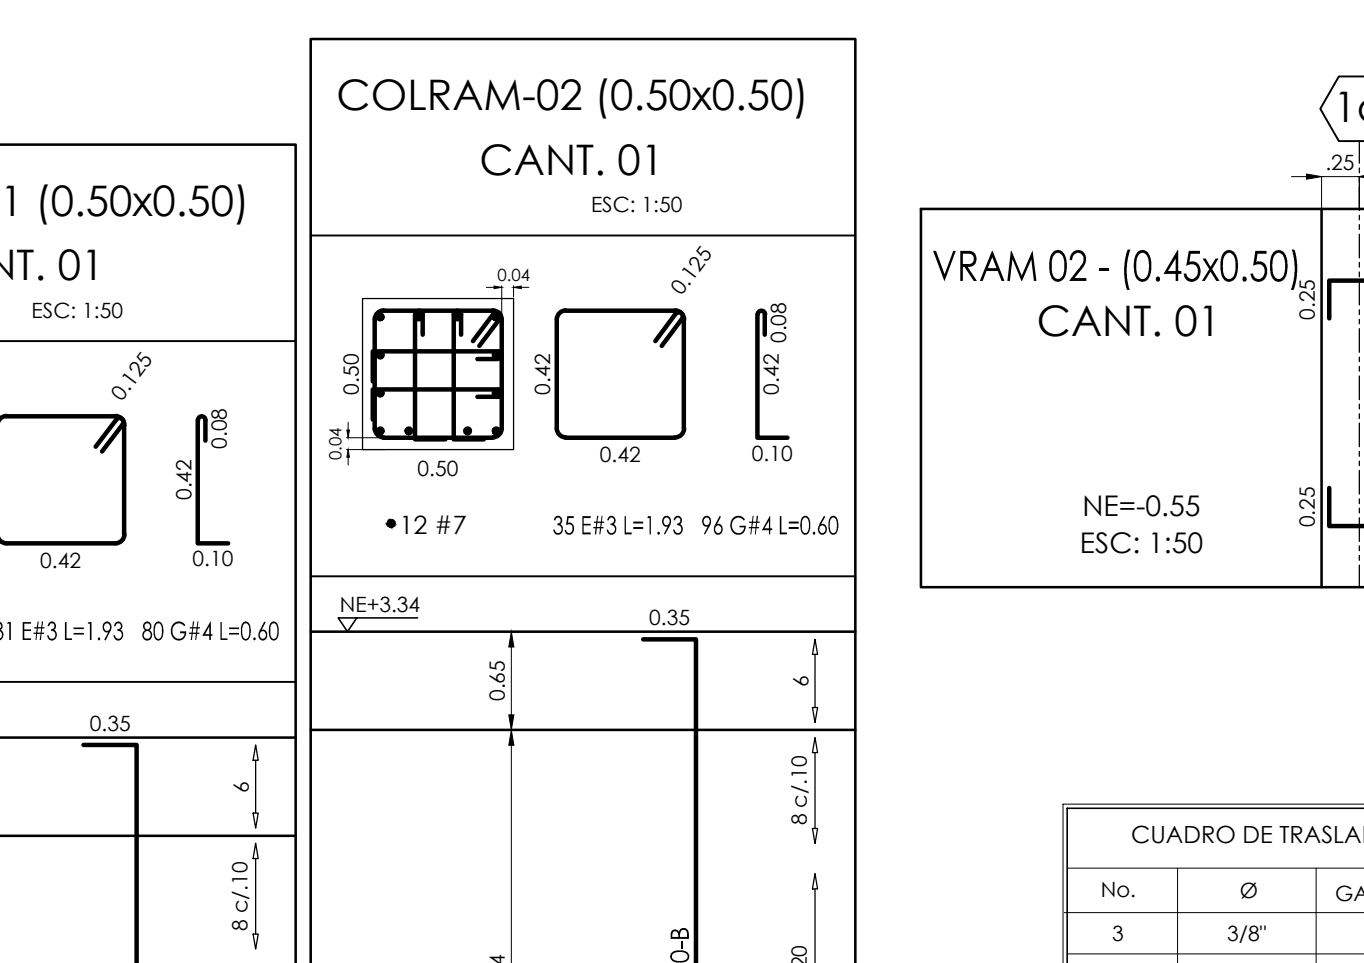 COLRAM-02 (0.50x0.50)
CANT. 01
ESC: 1:50
0.04
0.125
0.50
0.04
0.50
0.42
0.42
0.08
0.42
0.10
12 #7
35 E#3 L=1.93
96 G#4 L=0.60
NE+3.34
0.35
0.65
6
8 c/.10
1 (0.50x0.50)
NT. 01
ESC: 1:50
0.125
0.42
0.42
0.08
0.10
31 E#3 L=1.93
80 G#4 L=0.60
0.35
6
8 c/.10
.25
VRAM 02 - (0.45x0.50)
CANT. 01
0.25
0.25
NE=-0.55
ESC: 1:50
CUADRO DE
No.
Ø
3
3/8"